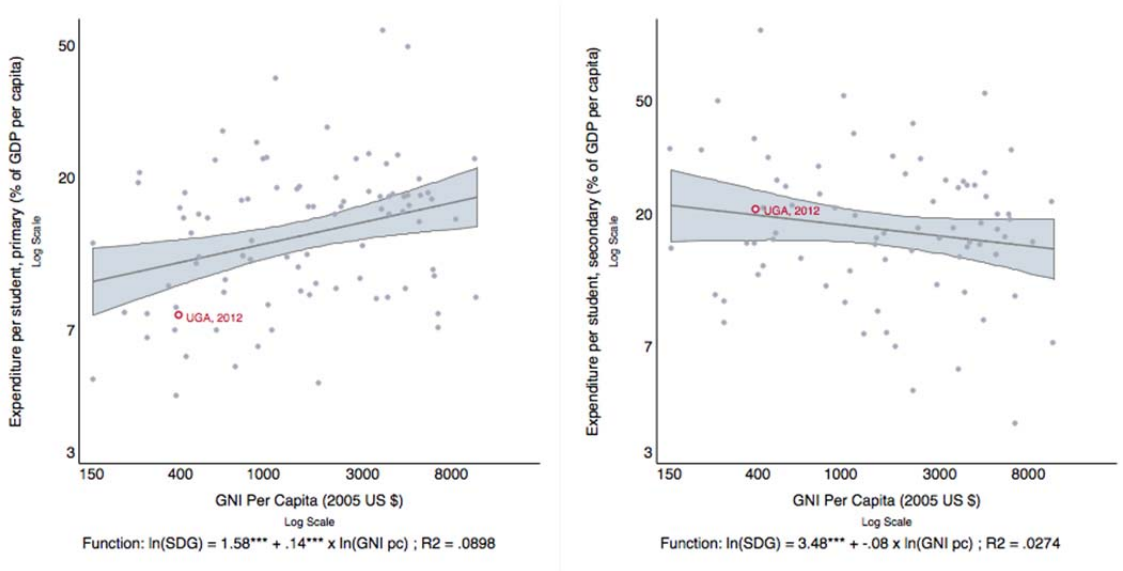 Expenditure per student, primary (% of GDP per capita)
Log Scale
50
20
7
3
UGA, 2012
150 400 1000 3000 8000
GNI Per Capita (2005 US $)
Log Scale
Function: ln(SDG) = 1.58*** + .14*** x ln(GNI pc) ; R2 = .0898
Expenditure per student, secondary (% of GDP per capita)
Log Scale
50
20
7
3
UGA, 2012
150 400 1000 3000 8000
GNI Per Capita (2005 US $)
Log Scale
Function: ln(SDG) = 3.48*** + -.08 x ln(GNI pc) ; R2 = .0274